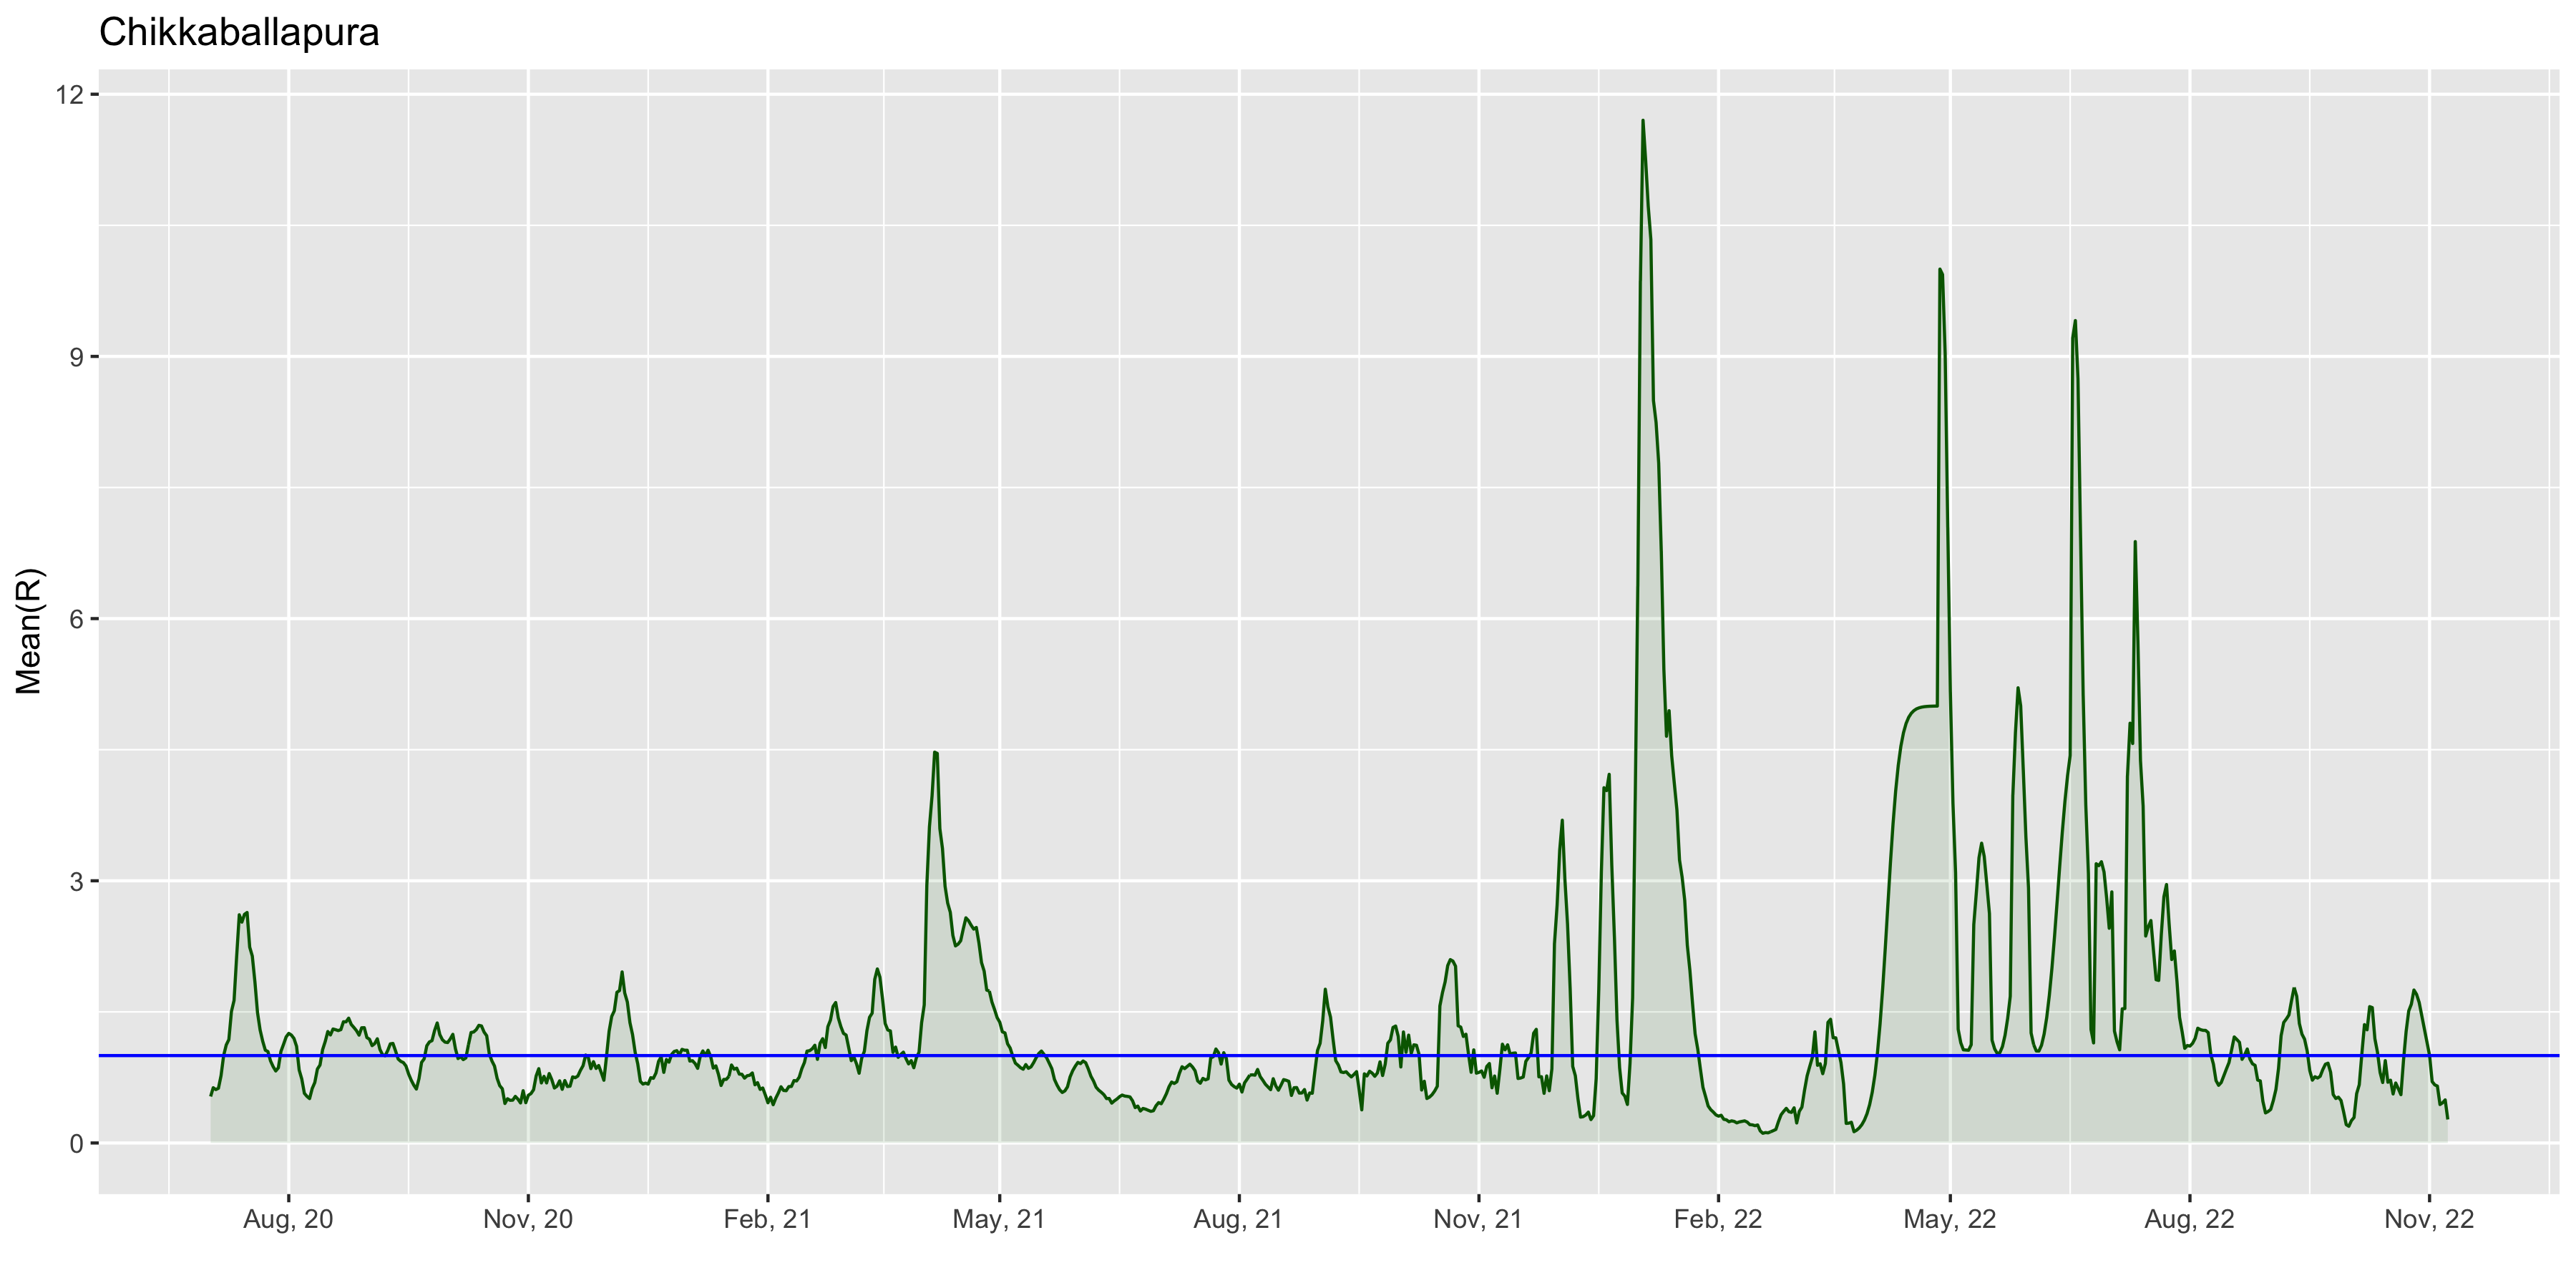 Chikkaballapura
Mean(R)
12
9
6
3
0
Aug, 20 Nov, 20 Feb, 21 May, 21 Aug, 21 Nov, 21 Feb, 22 May, 22 Aug, 22 Nov, 22